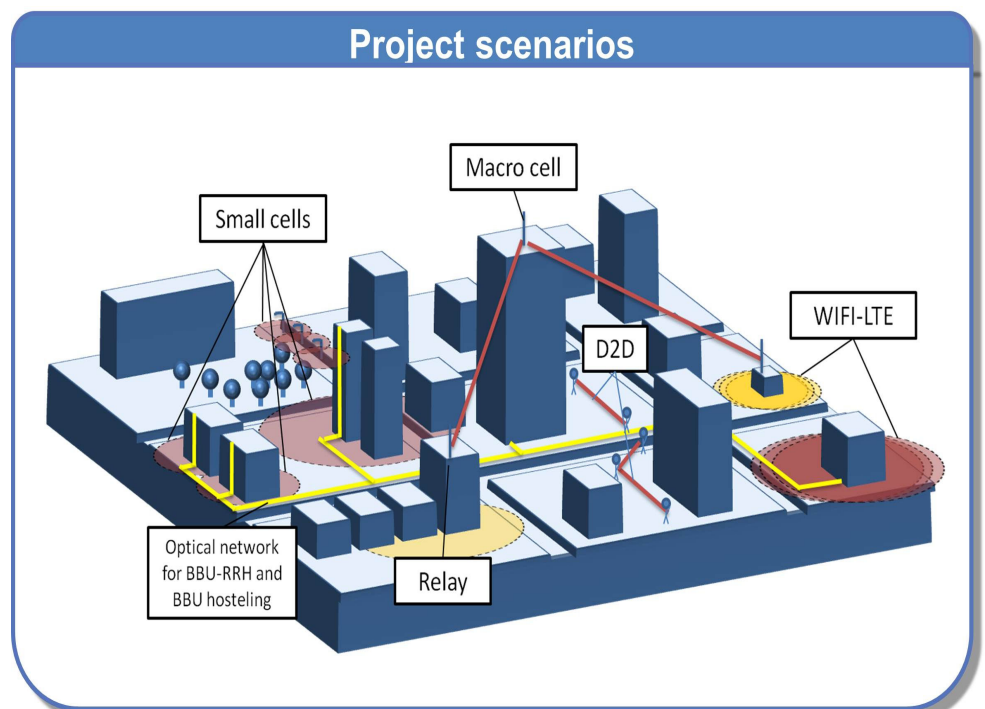 Project scenarios
Macro cell
Small cells
WIFI-LTE
D2D
Optical network
for BBU-RRH and
BBU hosteling
Relay